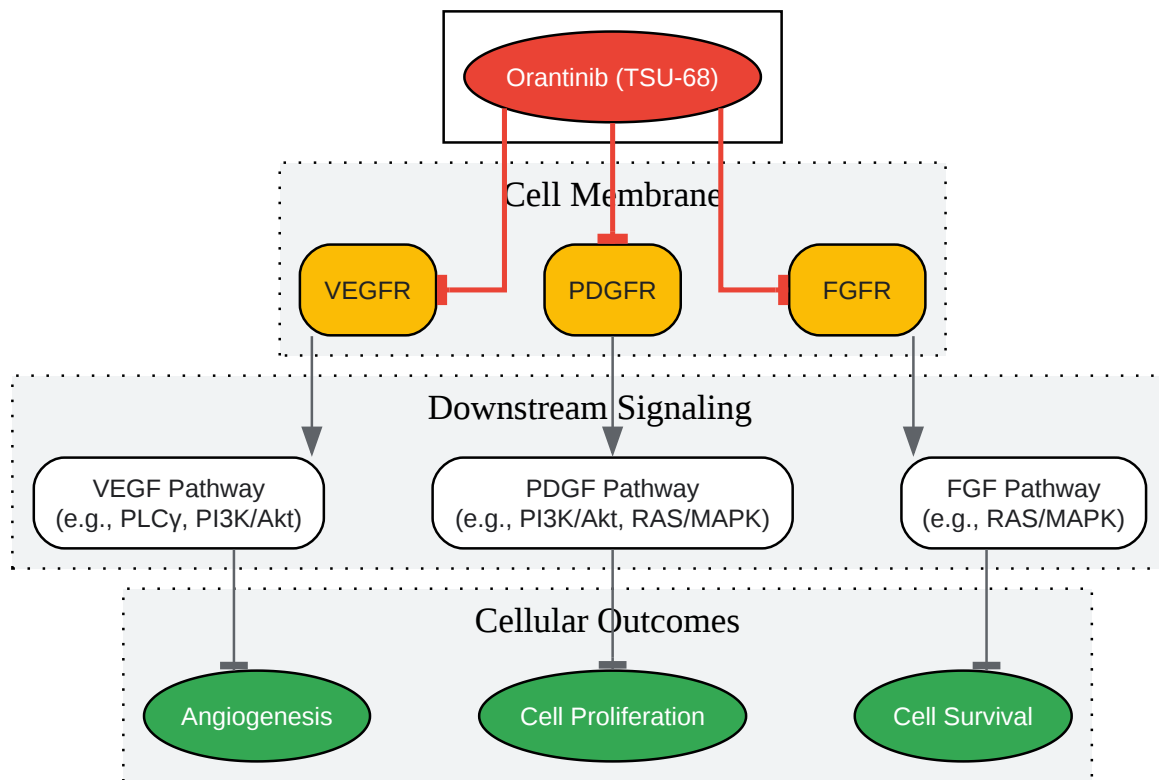 Orantinib (TSU-68)
Cell Membrane
VEGFR
PDGFR
FGFR
Downstream Signaling
VEGF Pathway
(e.g., PLCγ, PI3K/Akt)
PDGF Pathway
(e.g., PI3K/Akt, RAS/MAPK)
FGF Pathway
(e.g., RAS/MAPK)
Cellular Outcomes
Angiogenesis
Cell Proliferation
Cell Survival